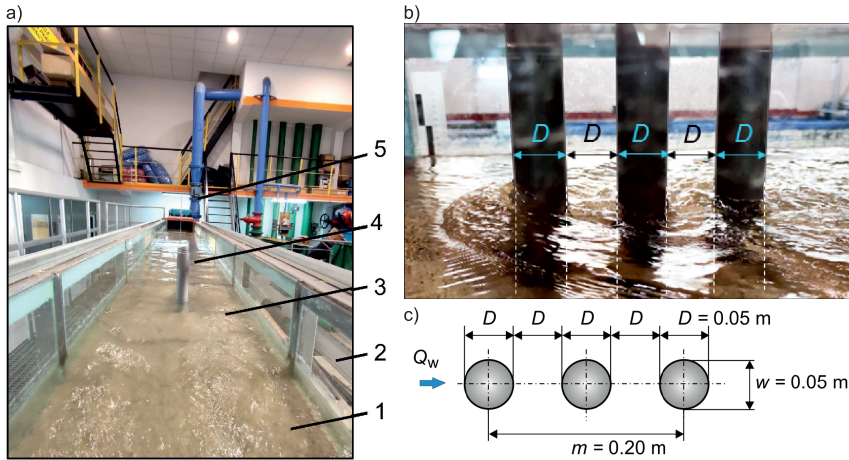 a)
5
4
3
2
1
b)
D D D D D
c)
D D D D D = 0.05 m
Qw
w = 0.05 m
m = 0.20 m